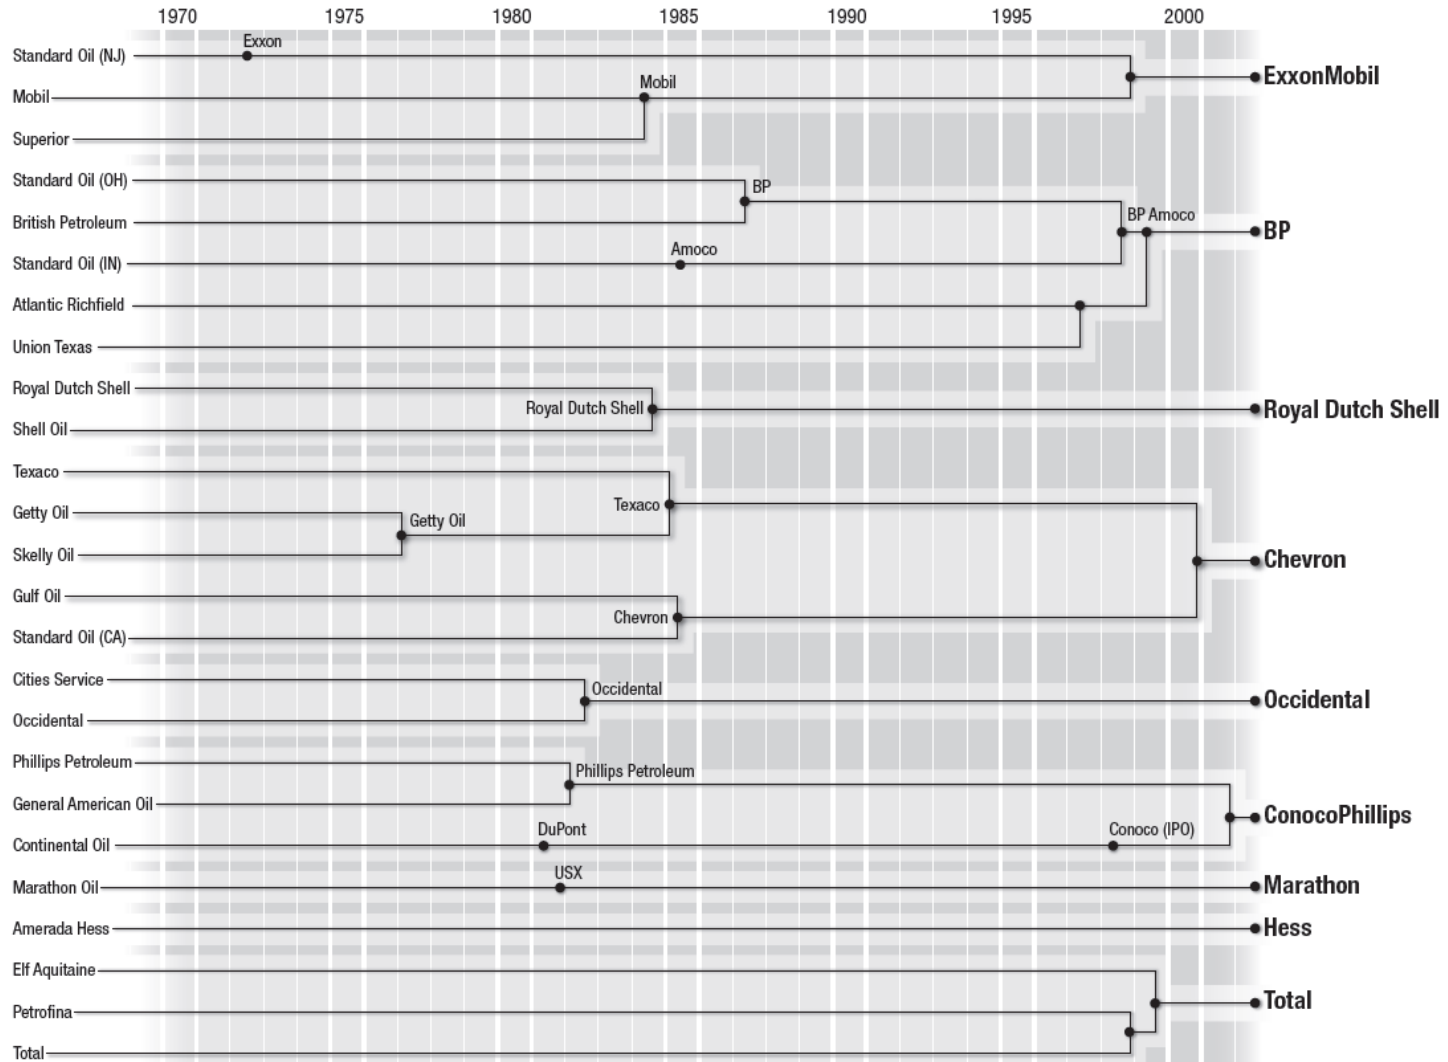 1970 1975 1980 1985 1990 1995 2000
Exxon
Standard Oil (NJ)
ExxonMobil
Mobil
Mobil
Superior
Standard Oil (OH)
BP
British Petroleum
BP Amoco
BP
Amoco
Standard Oil (IN)
Atlantic Richfield
Union Texas
Royal Dutch Shell
Royal Dutch Shell
Royal Dutch Shell
Shell Oil
Texaco
Texaco
Getty Oil
Getty Oil
Skelly Oil
Chevron
Gulf Oil
Chevron
Standard Oil (CA)
Cities Service
Occidental
Occidental
Occidental
Phillips Petroleum
Phillips Petroleum
General American Oil
ConocoPhillips
DuPont
Conoco (IPO)
Continental Oil
USX
Marathon Oil
Marathon
Amerada Hess
Hess
Elf Aquitaine
Total
Petrofina
Total